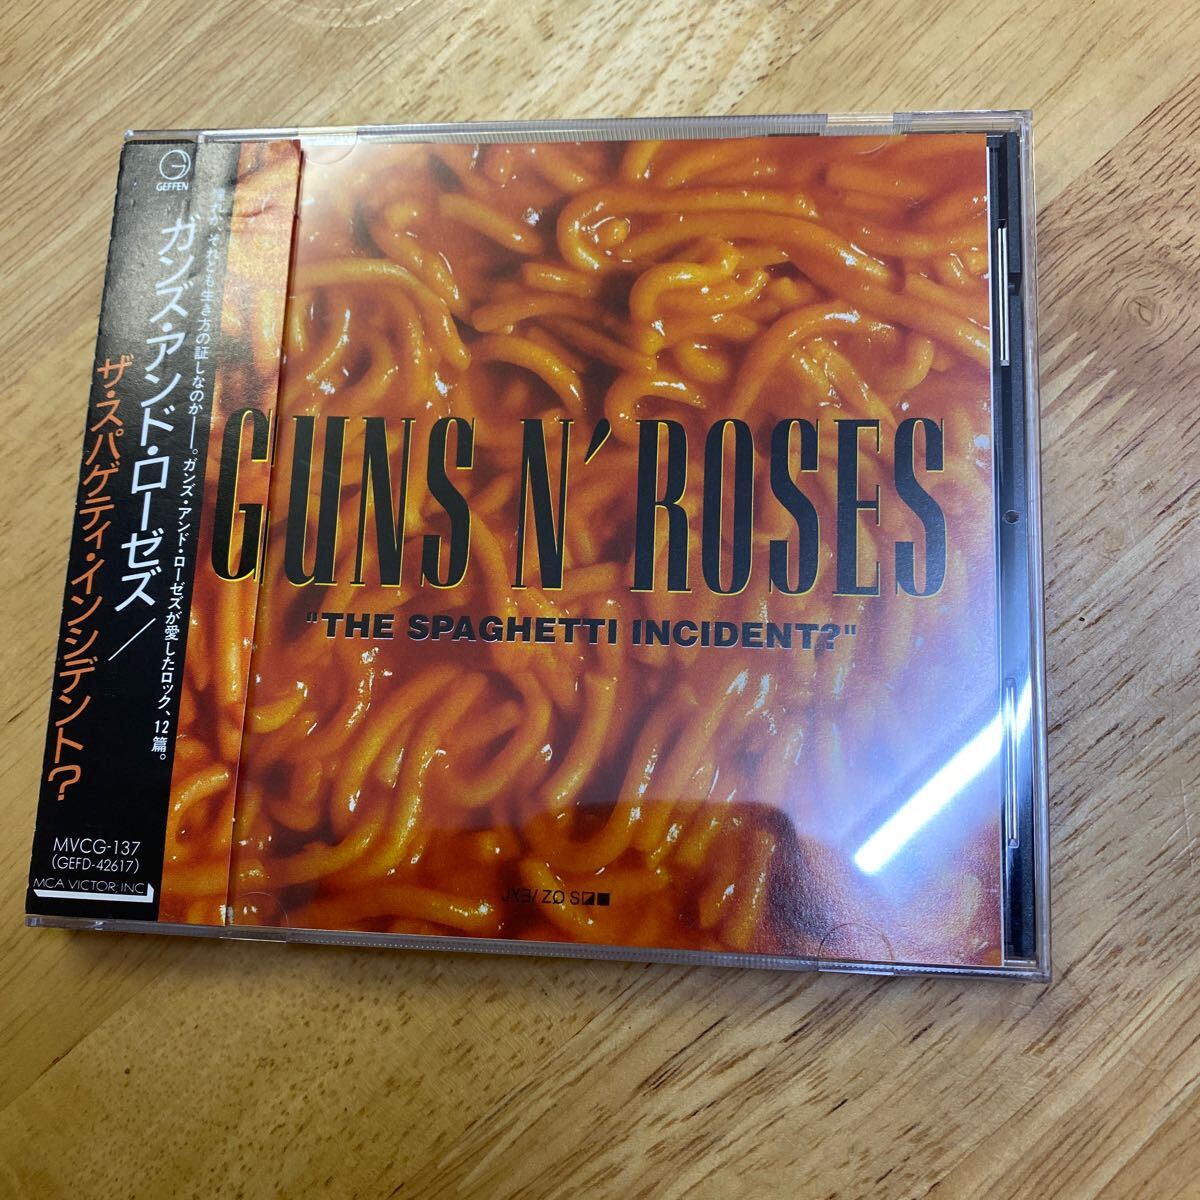 GEFFEN
ガンズ・アンド・ローゼズ／
ザ・スパゲティ・インシデント?
それとも生き方の証しなのか——。ガンズ・アンド・ローゼズが愛したロック、12篇。
MVCG-137
(GEFD-42617)
MCA VICTOR, INC.
GUNS N' ROSES
"THE SPAGHETTI INCIDENT?"